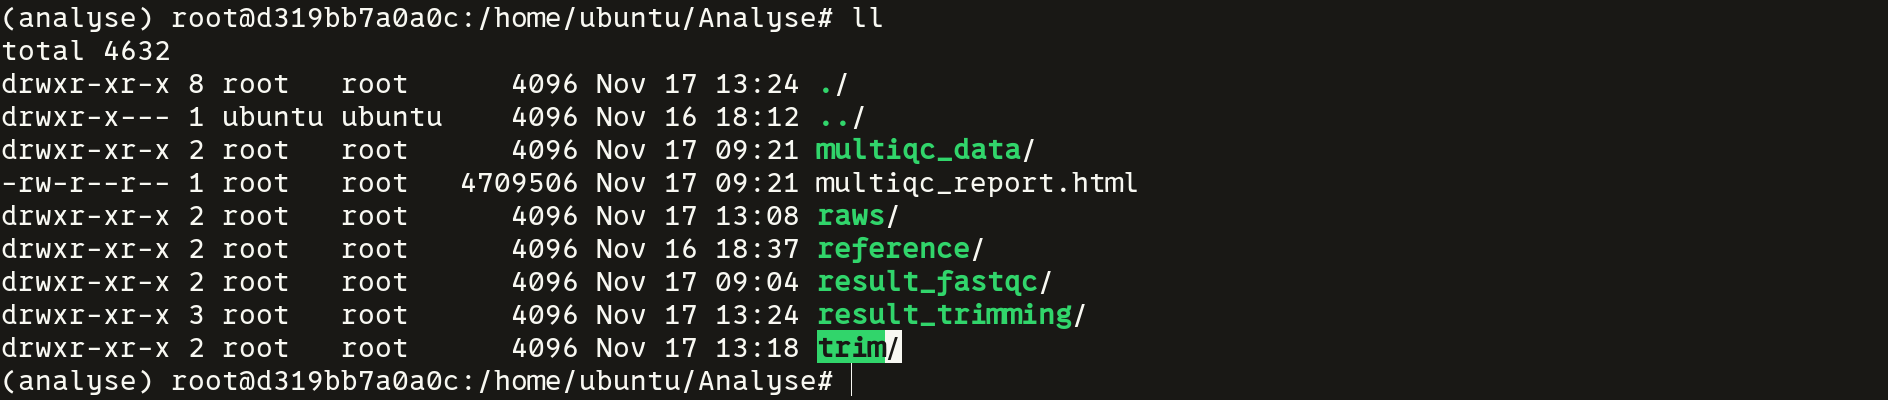 (analyse) root@d319bb7a0a0c:/home/ubuntu/Analyse# ll
total 4632
drwxr-xr-x 8 root   root      4096 Nov 17 13:24 ./
drwxr-x--- 1 ubuntu ubuntu    4096 Nov 16 18:12 ../
drwxr-xr-x 2 root   root      4096 Nov 17 09:21 multiqc_data/
-rw-r--r-- 1 root   root   4709506 Nov 17 09:21 multiqc_report.html
drwxr-xr-x 2 root   root      4096 Nov 17 13:08 raws/
drwxr-xr-x 2 root   root      4096 Nov 16 18:37 reference/
drwxr-xr-x 2 root   root      4096 Nov 17 09:04 result_fastqc/
drwxr-xr-x 3 root   root      4096 Nov 17 13:24 result_trimming/
drwxr-xr-x 2 root   root      4096 Nov 17 13:18 trim/
(analyse) root@d319bb7a0a0c:/home/ubuntu/Analyse#